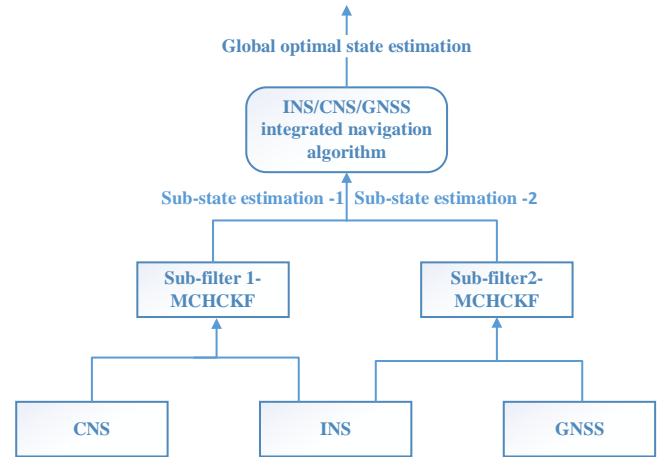 Global optimal state estimation
INS/CNS/GNSS
integrated navigation
algorithm
Sub-state estimation -1
Sub-state estimation -2
Sub-filter 1-
MCHCKF
Sub-filter2-
MCHCKF
CNS
INS
GNSS